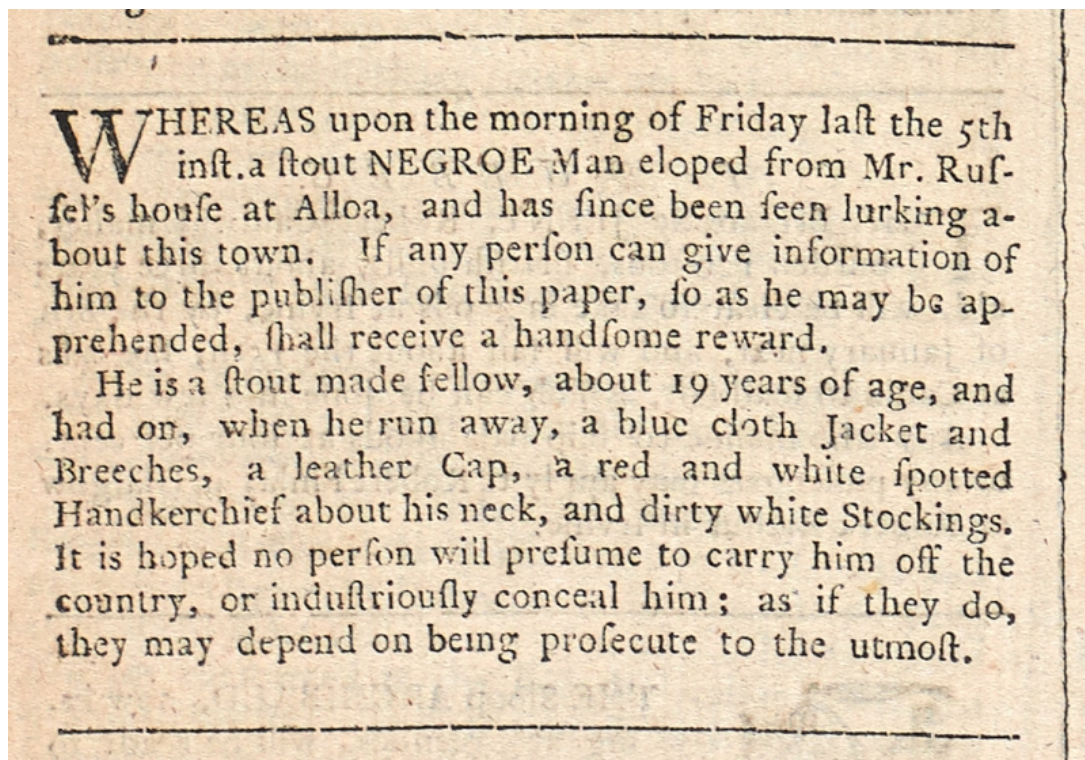 WHEREAS upon the morning of Friday laſt the 5th
inſt. a ſtout NEGROE Man eloped from Mr. Ruſ-
ſel's houſe at Alloa, and has ſince been ſeen lurking a-
bout this town. If any perſon can give information of
him to the publiſher of this paper, ſo as he may be ap-
prehended, ſhall receive a handſome reward.
He is a ſtout made fellow, about 19 years of age, and
had on, when he run away, a blue cloth Jacket and
Breeches, a leather Cap, a red and white ſpotted
Handkerchief about his neck, and dirty white Stockings.
It is hoped no perſon will preſume to carry him off the
country, or induſtriouſly conceal him; as if they do,
they may depend on being proſecute to the utmoſt.